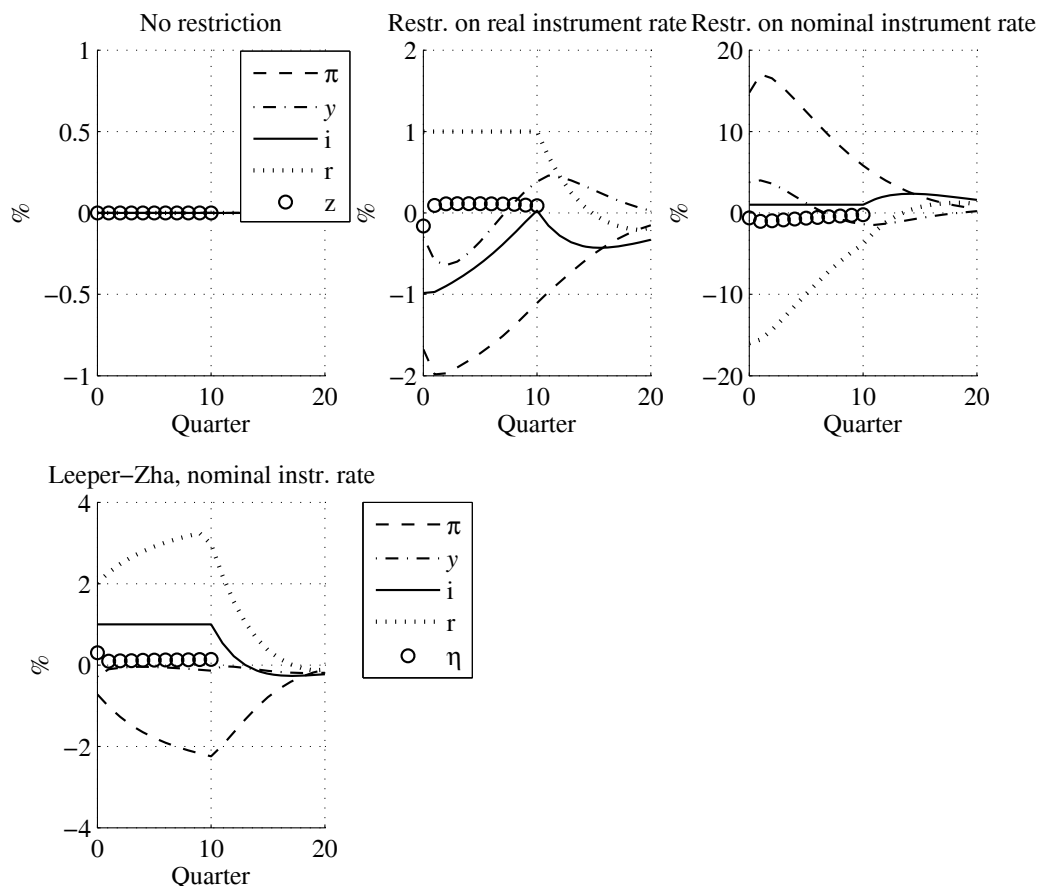 No restriction
Restr. on real instrument rate
Restr. on nominal instrument rate
1
0.5
0
−0.5
−1
%
0
10
20
Quarter
π
y
i
r
z
2
1
0
−1
−2
%
0
10
20
Quarter
20
10
0
−10
−20
%
0
10
20
Quarter
Leeper−Zha, nominal instr. rate
4
2
0
−2
−4
%
0
10
20
Quarter
π
y
i
r
η